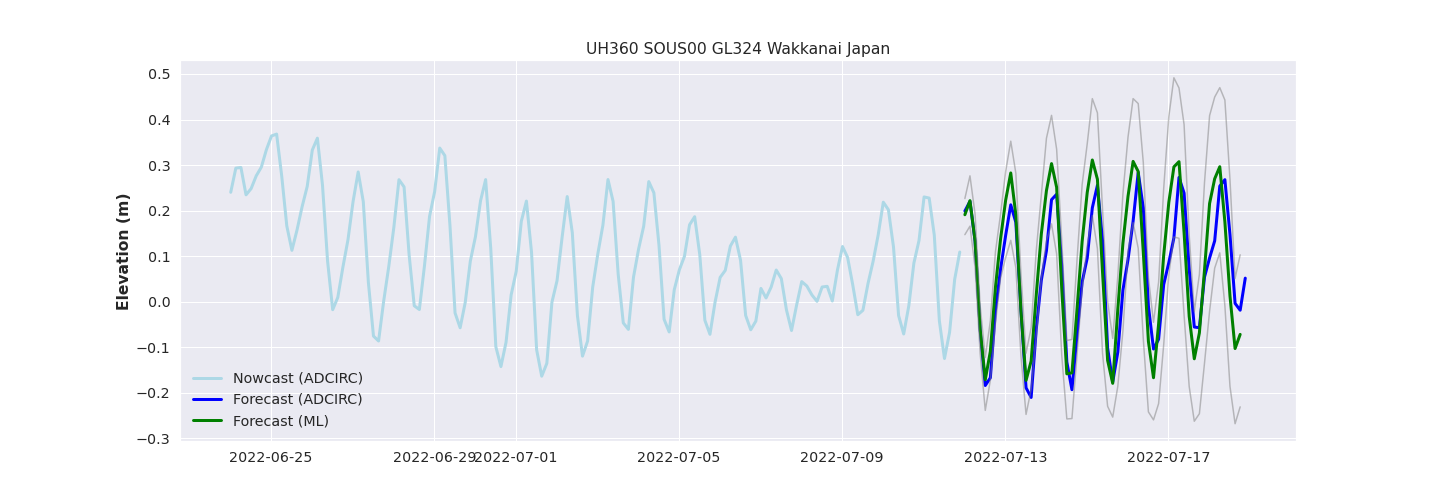 UH360 SOUS00 GL324 Wakkanai Japan
Elevation (m)
0.5
0.4
0.3
0.2
0.1
0.0
−0.1
−0.2
−0.3
Nowcast (ADCIRC)
Forecast (ADCIRC)
Forecast (ML)
2022-06-25 2022-06-29 2022-07-01 2022-07-05 2022-07-09 2022-07-13 2022-07-17